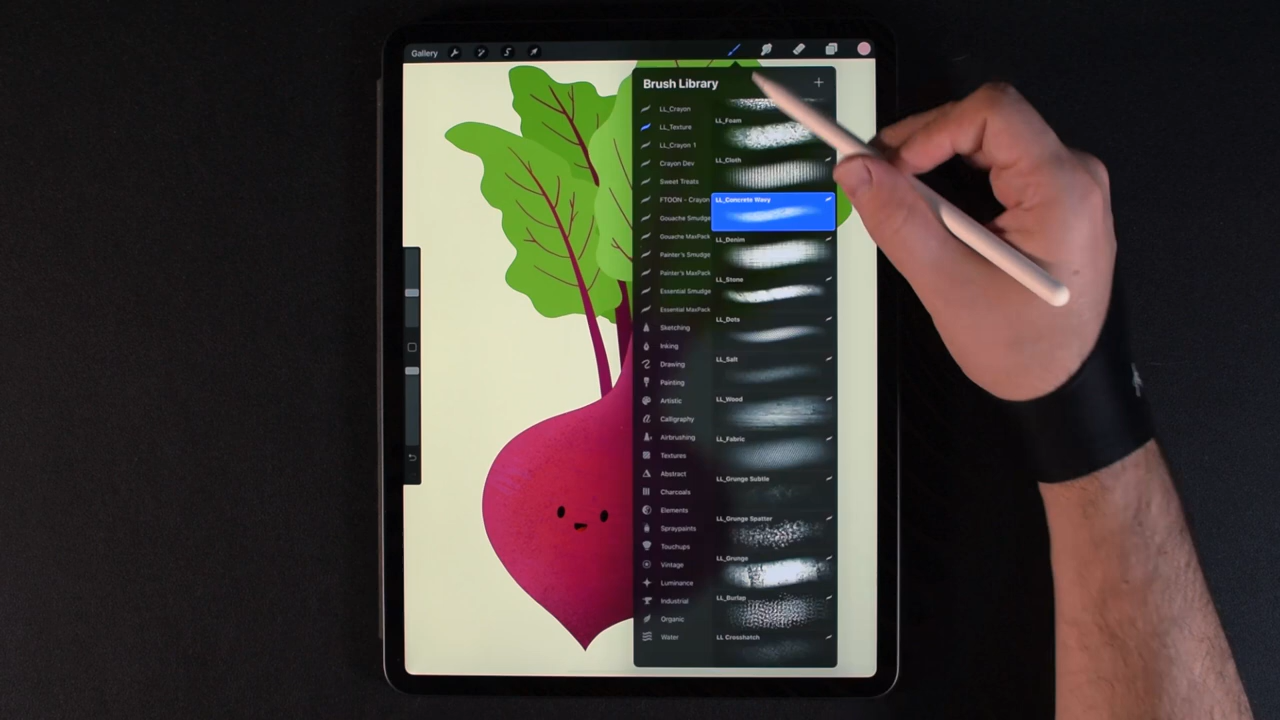 Gallery
Brush Library
LL_Crayon
LL_Texture
LL_Crayon 1
Crayon Dev
Sweet Treats
FTOON - Crayon
Gouache Smudge
Gouache MaxPack
Painter's Smudge
Painter's MaxPack
Essential Smudge
Essential MaxPack
Sketching
Inking
Drawing
Painting
Artistic
Calligraphy
Airbrushing
Textures
Abstract
Charcoals
Elements
Spraypaints
Touchups
Vintage
Luminance
Industrial
Organic
Water
LL_Foam
LL_Cloth
LL_Concrete Wavy
LL_Denim
LL_Stone
LL_Dots
LL_Salt
LL_Wood
LL_Fabric
LL_Grunge Subtle
LL_Grunge Spatter
LL_Grunge
LL_Burlap
LL Crosshatch